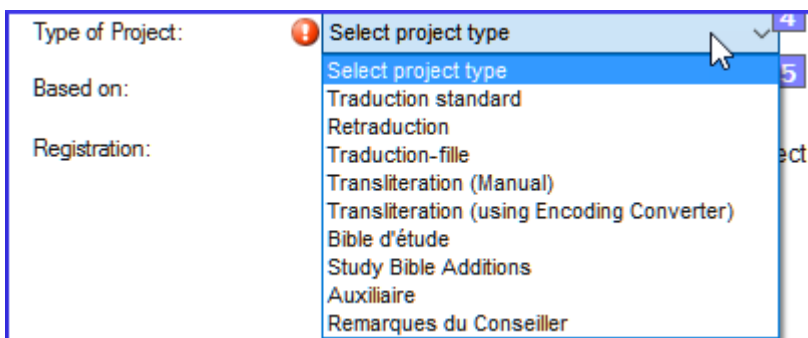 Type of Project: Select project type 4
Select project type 5
Based on: Traduction standard
Retraduction
Registration: Traduction-fille ect
Transliteration (Manual)
Transliteration (using Encoding Converter)
Bible d'étude
Study Bible Additions
Auxiliaire
Remarques du Conseiller